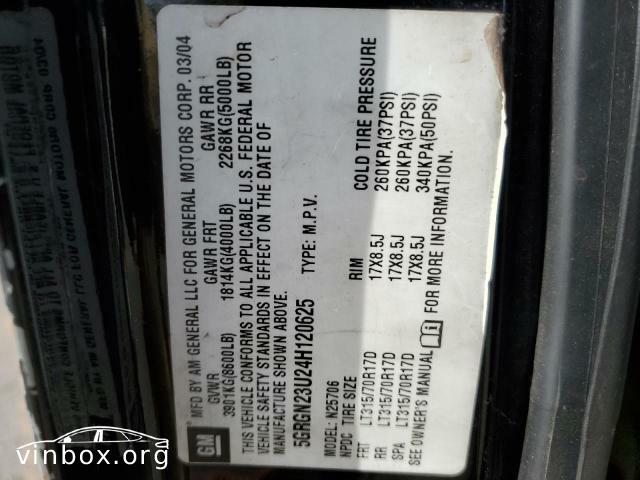 GM
MFD BY AM GENERAL LLC FOR GENERAL MOTORS CORP. 03/04
GVWR GAWR FRT GAWR RR
3901KG(8600LB) 1814KG(4000LB) 2268KG(5000LB)
THIS VEHICLE CONFORMS TO ALL APPLICABLE U.S. FEDERAL MOTOR
VEHICLE SAFETY STANDARDS IN EFFECT ON THE DATE OF
MANUFACTURE SHOWN ABOVE.
5GRGN23U24H120625 TYPE: M.P.V.
MODEL: N25706
NPDC TIRE SIZE RIM COLD TIRE PRESSURE
FRT LT315/70R17D 17X8.5J 260KPA(37PSI)
RR LT315/70R17D 17X8.5J 260KPA(37PSI)
SPA LT315/70R17D 17X8.5J 340KPA(50PSI)
SEE OWNER'S MANUAL i FOR MORE INFORMATION.
vinbox.org